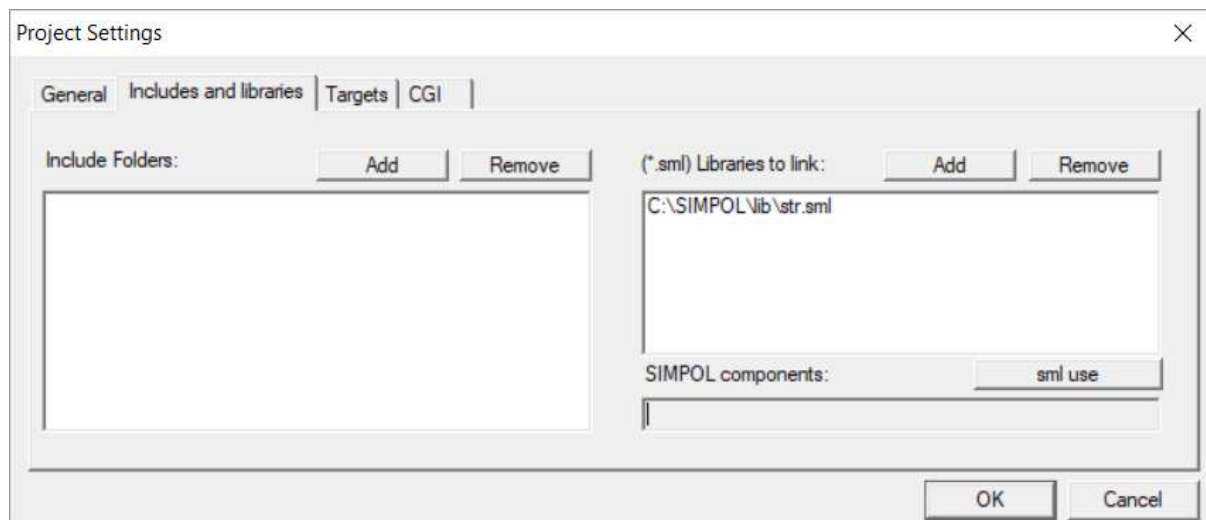 Project Settings
General Includes and libraries Targets CGI
Include Folders: Add Remove
(*.sml) Libraries to link: Add Remove
C:\SIMPOL\lib\str.sml
SIMPOL components: sml use
OK Cancel